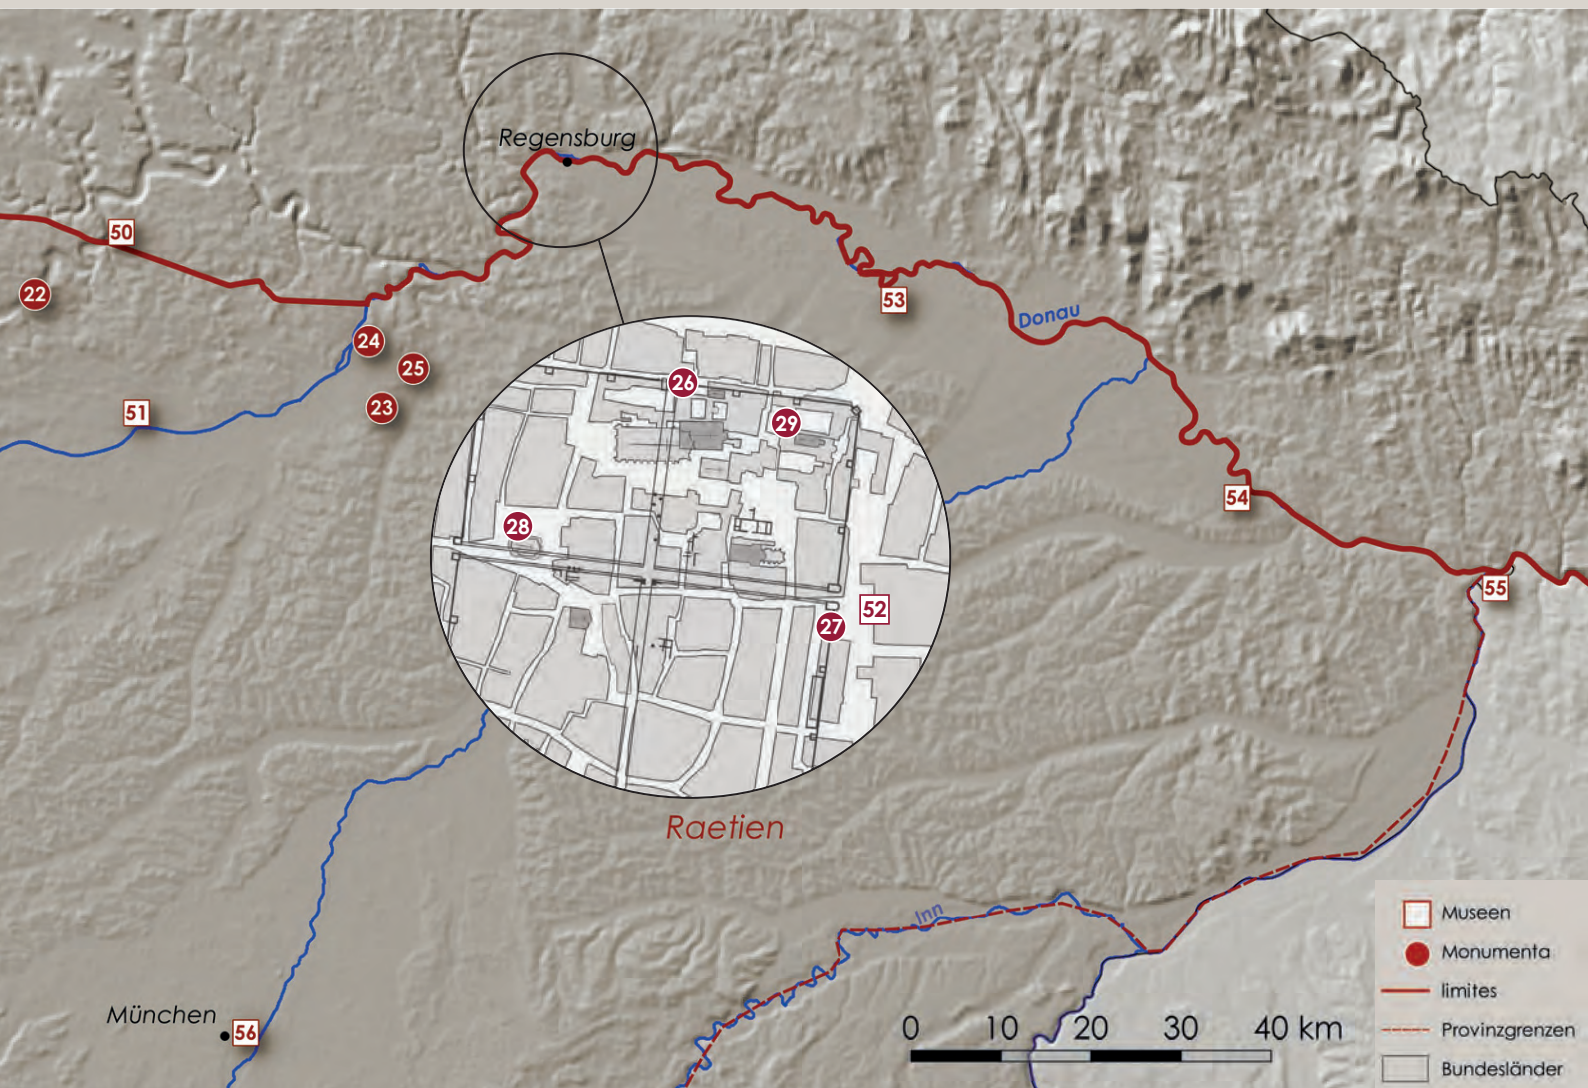 Regensburg
50
22
53
Donau
24
25
26
23
51
29
54
28
55
52
27
Raetien
Inn
München
56
0 10 20 30 40 km
Museen
Monumenta
limites
Provinzgrenzen
Bundesländer